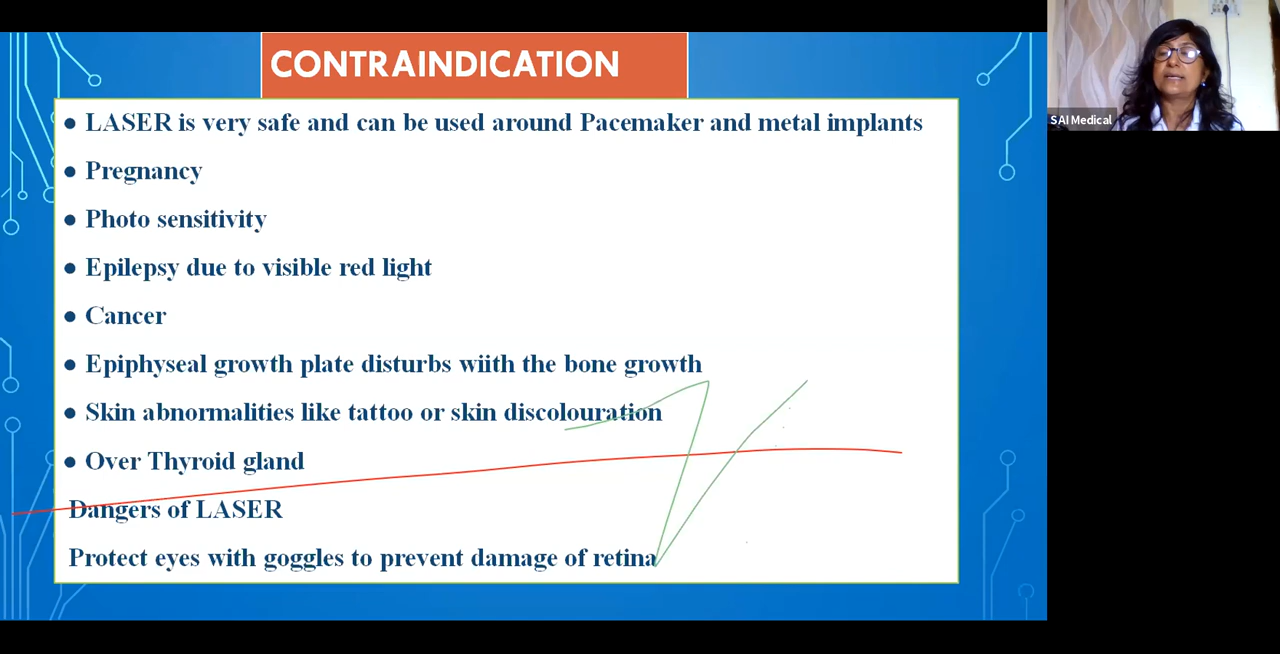 CONTRAINDICATION
● LASER is very safe and can be used around Pacemaker and metal implants
● Pregnancy
● Photo sensitivity
● Epilepsy due to visible red light
● Cancer
● Epiphyseal growth plate disturbs wiith the bone growth
● Skin abnormalities like tattoo or skin discolouration
● Over Thyroid gland
Dangers of LASER
Protect eyes with goggles to prevent damage of retina
SAI Medical